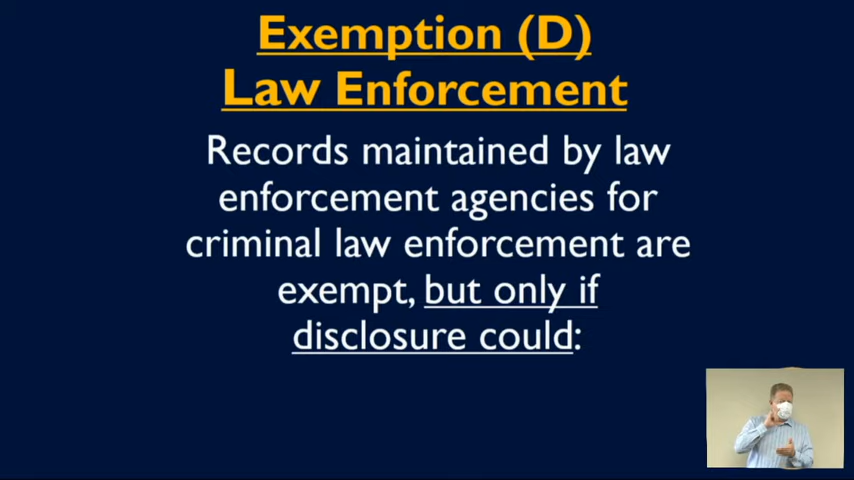 Exemption (D)
Law Enforcement
Records maintained by law
enforcement agencies for
criminal law enforcement are
exempt, but only if
disclosure could: